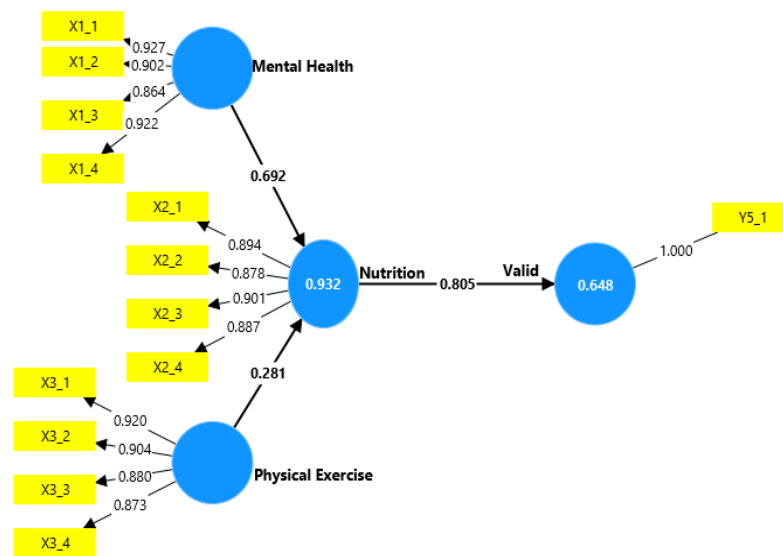 X1_1
0.927
X1_2
0.902
Mental Health
0.864
X1_3
0.922
X1_4
0.692
X2_1
0.894
Y5_1
1.000
X2_2
0.878
Nutrition
Valid
0.932
0.805
0.648
0.901
X2_3
0.887
X2_4
0.281
X3_1
0.920
X3_2
0.904
Physical Exercise
0.880
X3_3
0.873
X3_4